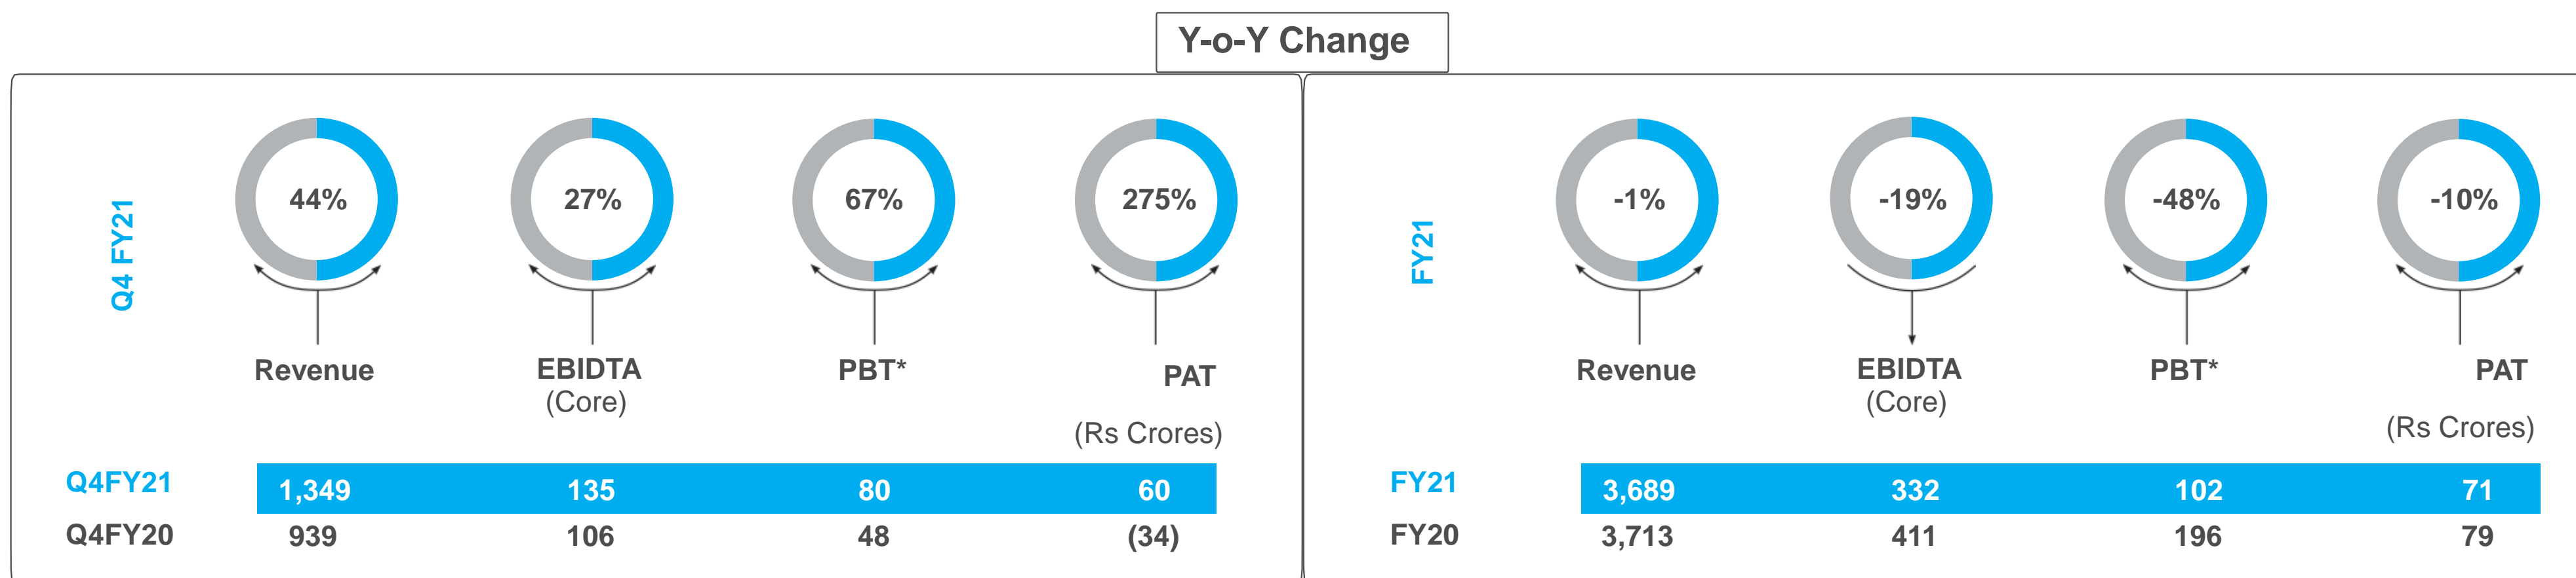 Y-o-Y Change
Q4 FY21
44% 27% 67% 275%
Revenue EBIDTA PBT* PAT
(Core)
(Rs Crores)
Q4FY21 1,349 135 80 60
Q4FY20 939 106 48 (34)
FY21
-1% -19% -48% -10%
Revenue EBIDTA PBT* PAT
(Core)
(Rs Crores)
FY21 3,689 332 102 71
FY20 3,713 411 196 79